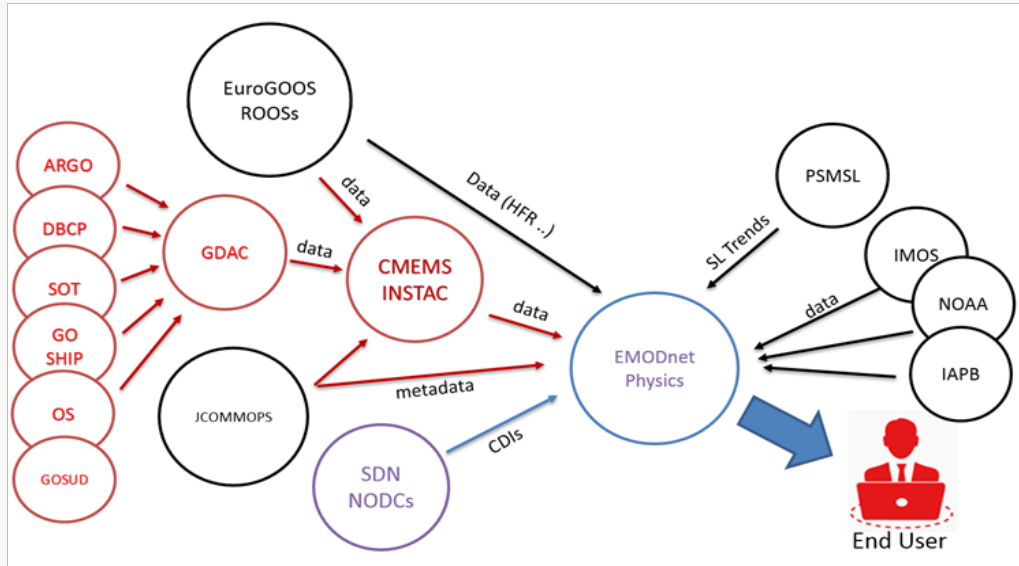 EuroGOOS
ROOSs
ARGO
DBCP
SOT
GO
SHIP
OS
GOSUD
GDAC
data
data
CMEMS
INSTAC
JCOMMOPS
metadata
SDN
NODCs
CDIs
data
Data (HFR ..)
EMODnet
Physics
SL Trends
PSMSL
IMOS
NOAA
IAPB
data
End User